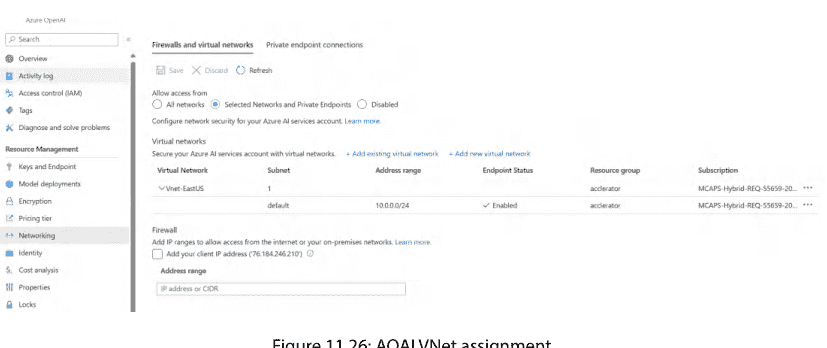 Azure OpenAI
Search
«
Overview
Activity log
Access control (IAM)
Tags
Diagnose and solve problems
Resource Management
Keys and Endpoint
Model deployments
Encryption
Pricing tier
Networking
Identity
Cost analysis
Properties
Locks
Firewalls and virtual networks Private endpoint connections
Save Discard Refresh
Allow access from
All networks Selected Networks and Private Endpoints Disabled
Configure network security for your Azure AI services account. Learn more.
Virtual networks
Secure your Azure AI services account with virtual networks. + Add existing virtual network + Add new virtual network
Virtual Network Subnet Address range Endpoint Status Resource group Subscription
Vnet-EastUS 1 acclerator MCAPS-Hybrid-REQ-55659-20... ...
default 10.0.0.0/24 Enabled acclerator MCAPS-Hybrid-REQ-55659-20... ...
Firewall
Add IP ranges to allow access from the internet or your on-premises networks. Learn more.
Add your client IP address ('76.184.246.210')
Address range
IP address or CIDR
Figure 11.26: AOAI VNet assignment